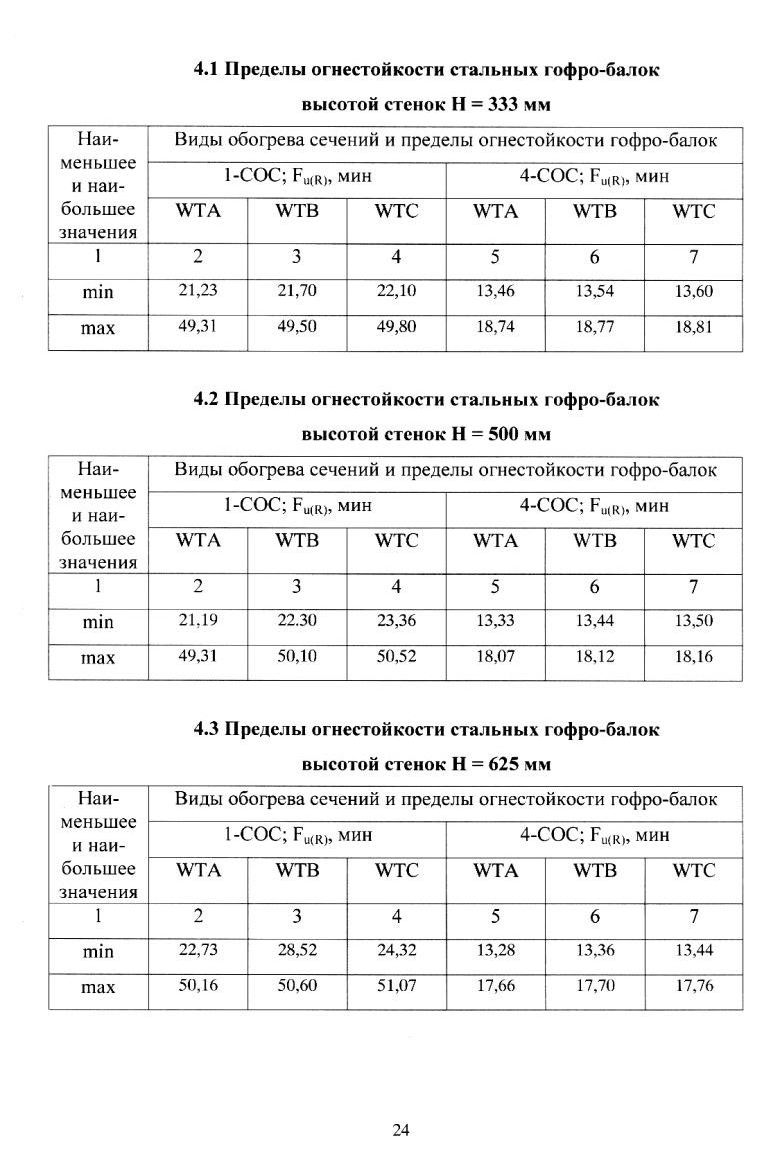 4.1 Пределы огнестойкости стальных гофро-балок
высотой стенок Н = 333 мм
Наи-
меньшее
и наи-
большее
значения
Виды обогрева сечений и пределы огнестойкости гофро-балок
1-СОС; Fu(R), мин 4-СОС; Fu(R), мин
WTA WTB WTC WTA WTB WTC
1 2 3 4 5 6 7
min 21,23 21,70 22,10 13,46 13,54 13,60
max 49,31 49,50 49,80 18,74 18,77 18,81
4.2 Пределы огнестойкости стальных гофро-балок
высотой стенок Н = 500 мм
Наи-
меньшее
и наи-
большее
значения
Виды обогрева сечений и пределы огнестойкости гофро-балок
1-СОС; Fu(R), мин 4-СОС; Fu(R), мин
WTA WTB WTC WTA WTB WTC
1 2 3 4 5 6 7
min 21,19 22.30 23,36 13,33 13,44 13,50
max 49,31 50,10 50,52 18,07 18,12 18,16
4.3 Пределы огнестойкости стальных гофро-балок
высотой стенок Н = 625 мм
Наи-
меньшее
и наи-
большее
значения
Виды обогрева сечений и пределы огнестойкости гофро-балок
1-СОС; Fu(R), мин 4-СОС; Fu(R), мин
WTA WTB WTC WTA WTB WTC
1 2 3 4 5 6 7
min 22,73 28,52 24,32 13,28 13,36 13,44
max 50,16 50,60 51,07 17,66 17,70 17,76
24